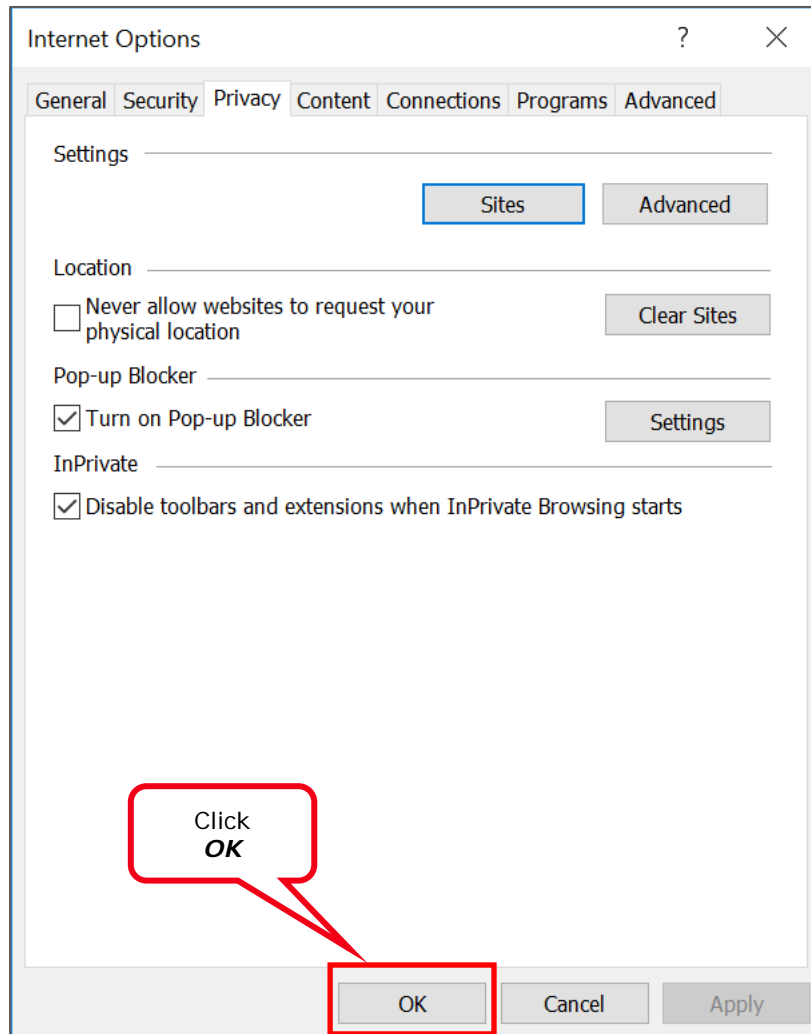 Internet Options ?
General Security Privacy Content Connections Programs Advanced
Settings
Sites Advanced
Location
Never allow websites to request your
physical location
Clear Sites
Pop-up Blocker
Turn on Pop-up Blocker Settings
InPrivate
Disable toolbars and extensions when InPrivate Browsing starts
Click
OK
OK Cancel Apply